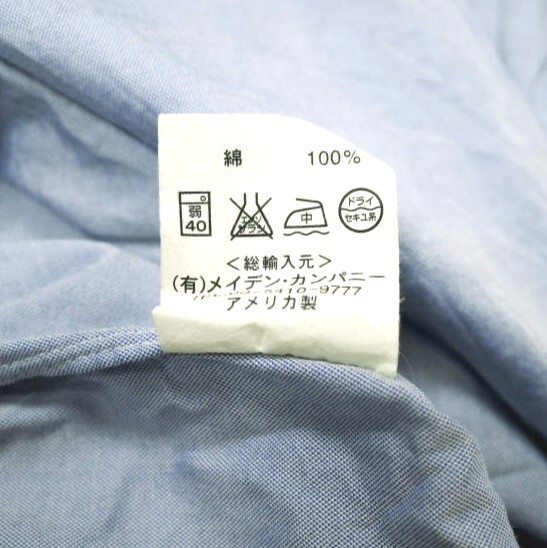 綿 100%
弱 40 エンソ サラシ 中 ドライ セキユ系
<総輸入元>
(有)メイデン・カンパニー
9777
アメリカ製